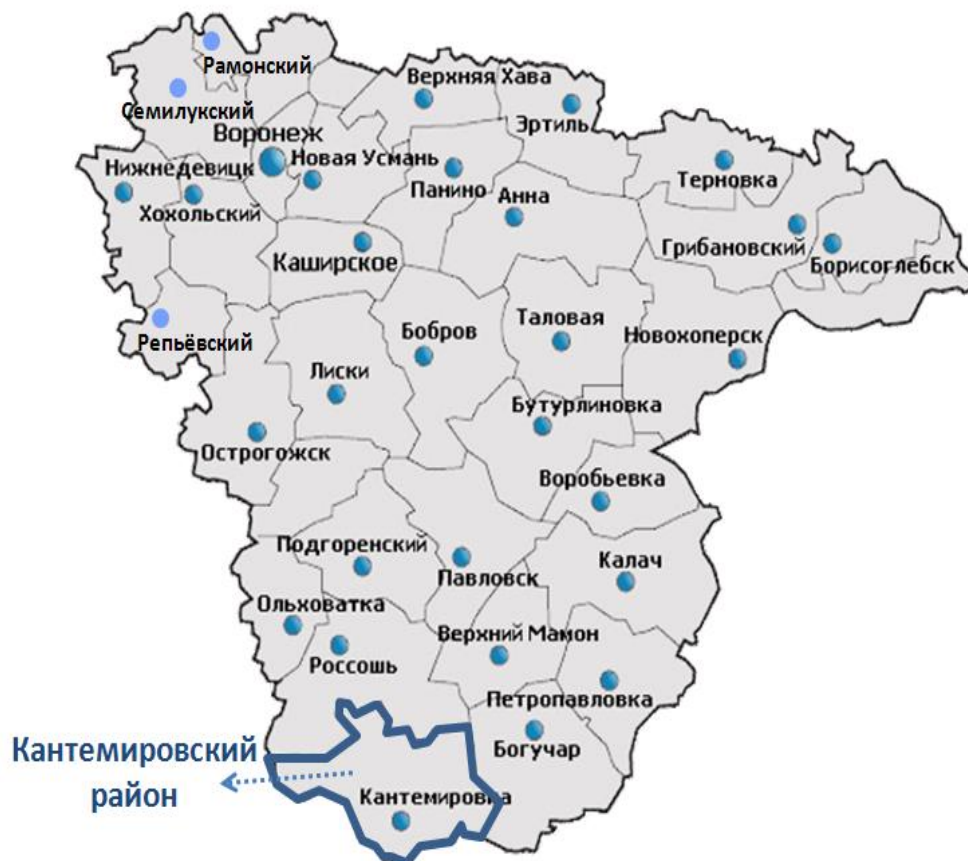 Рамонский
Верхняя Хава
Семилукский
Эртиль
Воронеж
Нижнедевицк
Новая Усмань
Панино
Терновка
Хохольский
Анна
Грибановский
Каширское
Борисоглебск
Репьёвский
Бобров
Таловая
Новохоперск
Лиски
Бутурлиновка
Острогожск
Воробьевка
Подгоренский
Павловск
Калач
Ольховатка
Верхний Мамон
Россошь
Петропавловка
Богучар
Кантемировский
район
Кантемировка